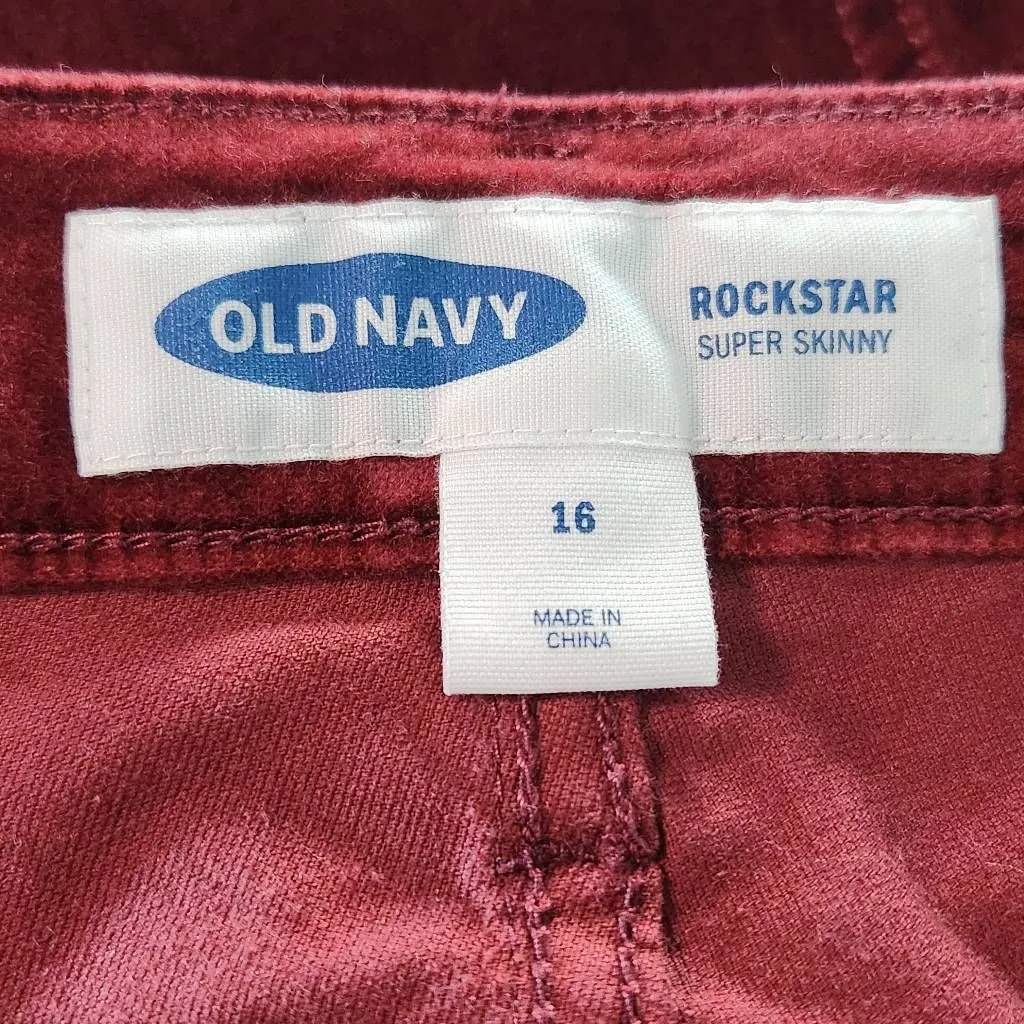 OLD NAVY
ROCKSTAR
SUPER SKINNY
16
MADE IN
CHINA